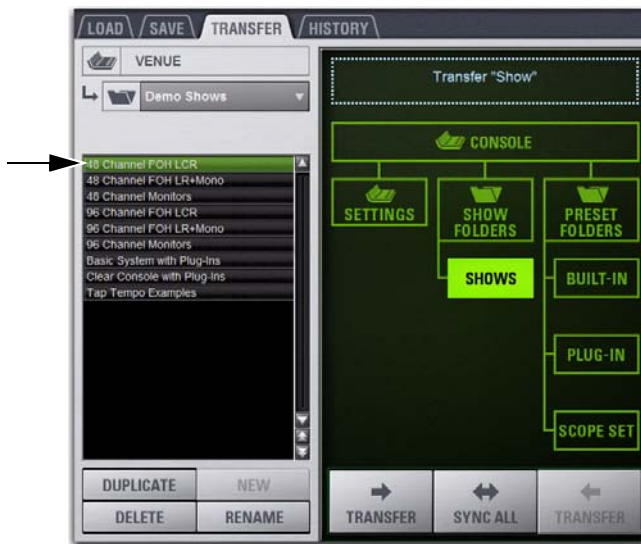 LOAD
SAVE
TRANSFER
HISTORY
VENUE
Demo Shows
48 Channel FOH LCR
48 Channel FOH LR+Mono
48 Channel Monitors
96 Channel FOH LCR
96 Channel FOH LR+Mono
96 Channel Monitors
Basic System with Plug-Ins
Clear Console with Plug-Ins
Tap Tempo Examples
DUPLICATE
NEW
DELETE
RENAME
Transfer "Show"
CONSOLE
SETTINGS
SHOW
FOLDERS
PRESET
FOLDERS
SHOWS
BUILT-IN
PLUG-IN
SCOPE SET
TRANSFER
SYNC ALL
TRANSFER